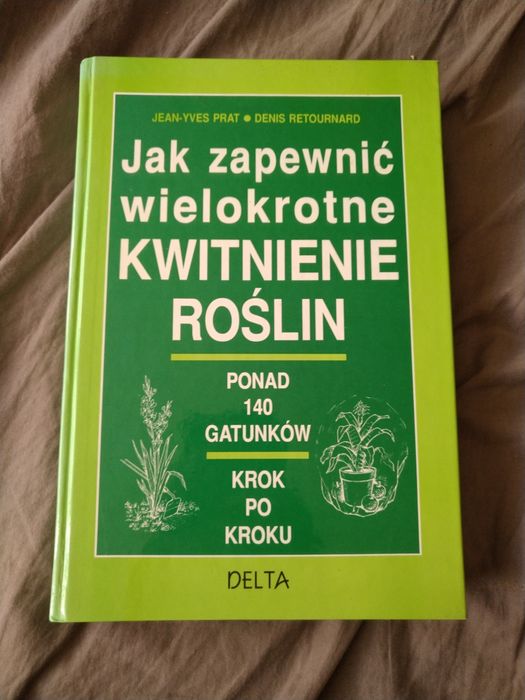 JEAN-YVES PRAT ● DENIS RETOURNARD
Jak zapewnić
wielokrotne
KWITNIENIE
ROŚLIN
PONAD
140
GATUNKÓW
KROK
PO
KROKU
DELTA